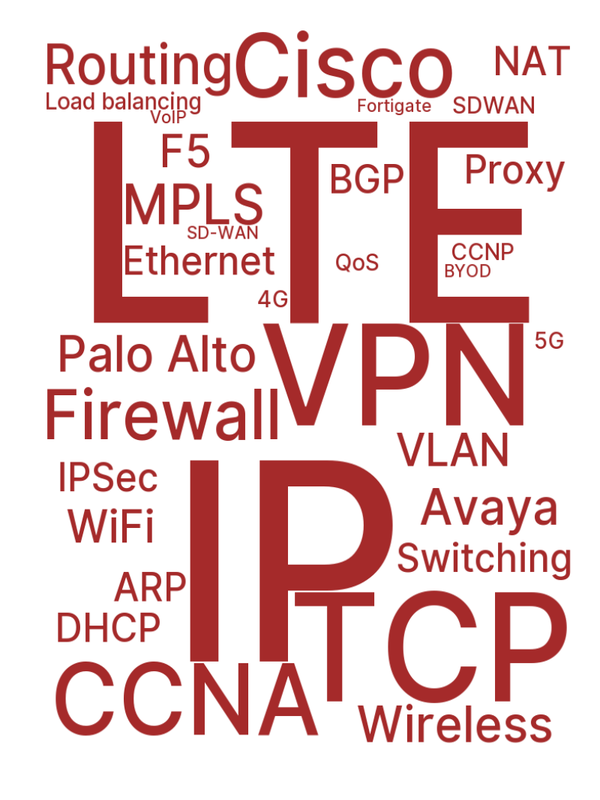 Routing
Cisco
NAT
Load balancing
Fortigate
SDWAN
VoIP
LTE
F5
BGP
Proxy
MPLS
SD-WAN
Ethernet
QoS
CCNP
BYOD
4G
VPN
5G
Palo Alto
Firewall
VLAN
IPSec
IP
Avaya
WiFi
Switching
ARP
TCP
DHCP
CCNA
Wireless